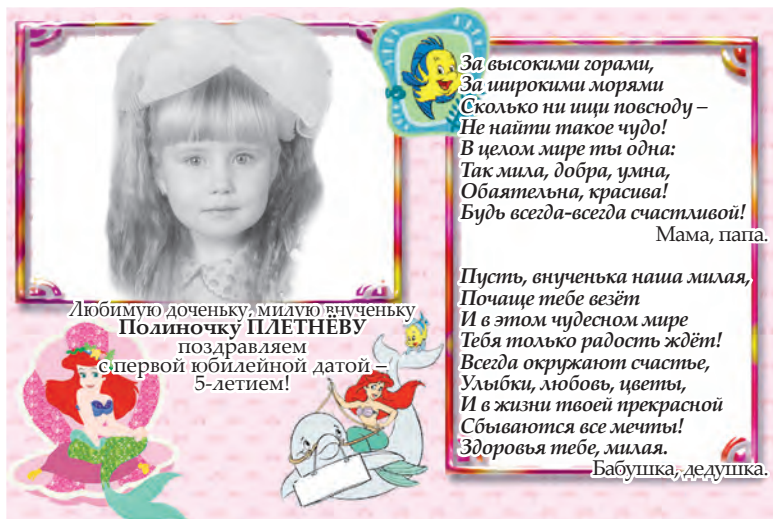 Любимую доченьку, милую внученьку
Полиночку ПЛЕТНЁВУ
поздравляем
с первой юбилейной датой –
5-летием!
За высокими горами,
За широкими морями
Сколько ни ищи повсюду –
Не найти такое чудо!
В целом мире ты одна:
Так мила, добра, умна,
Обаятельна, красива!
Будь всегда-всегда счастливой!
Мама, папа.
Пусть, внученька наша милая,
Почаще тебе везёт
И в этом чудесном мире
Тебя только радость ждёт!
Всегда окружают счастье,
Улыбки, любовь, цветы,
И в жизни твоей прекрасной
Сбываются все мечты!
Здоровья тебе, милая.
Бабушка, дедушка.